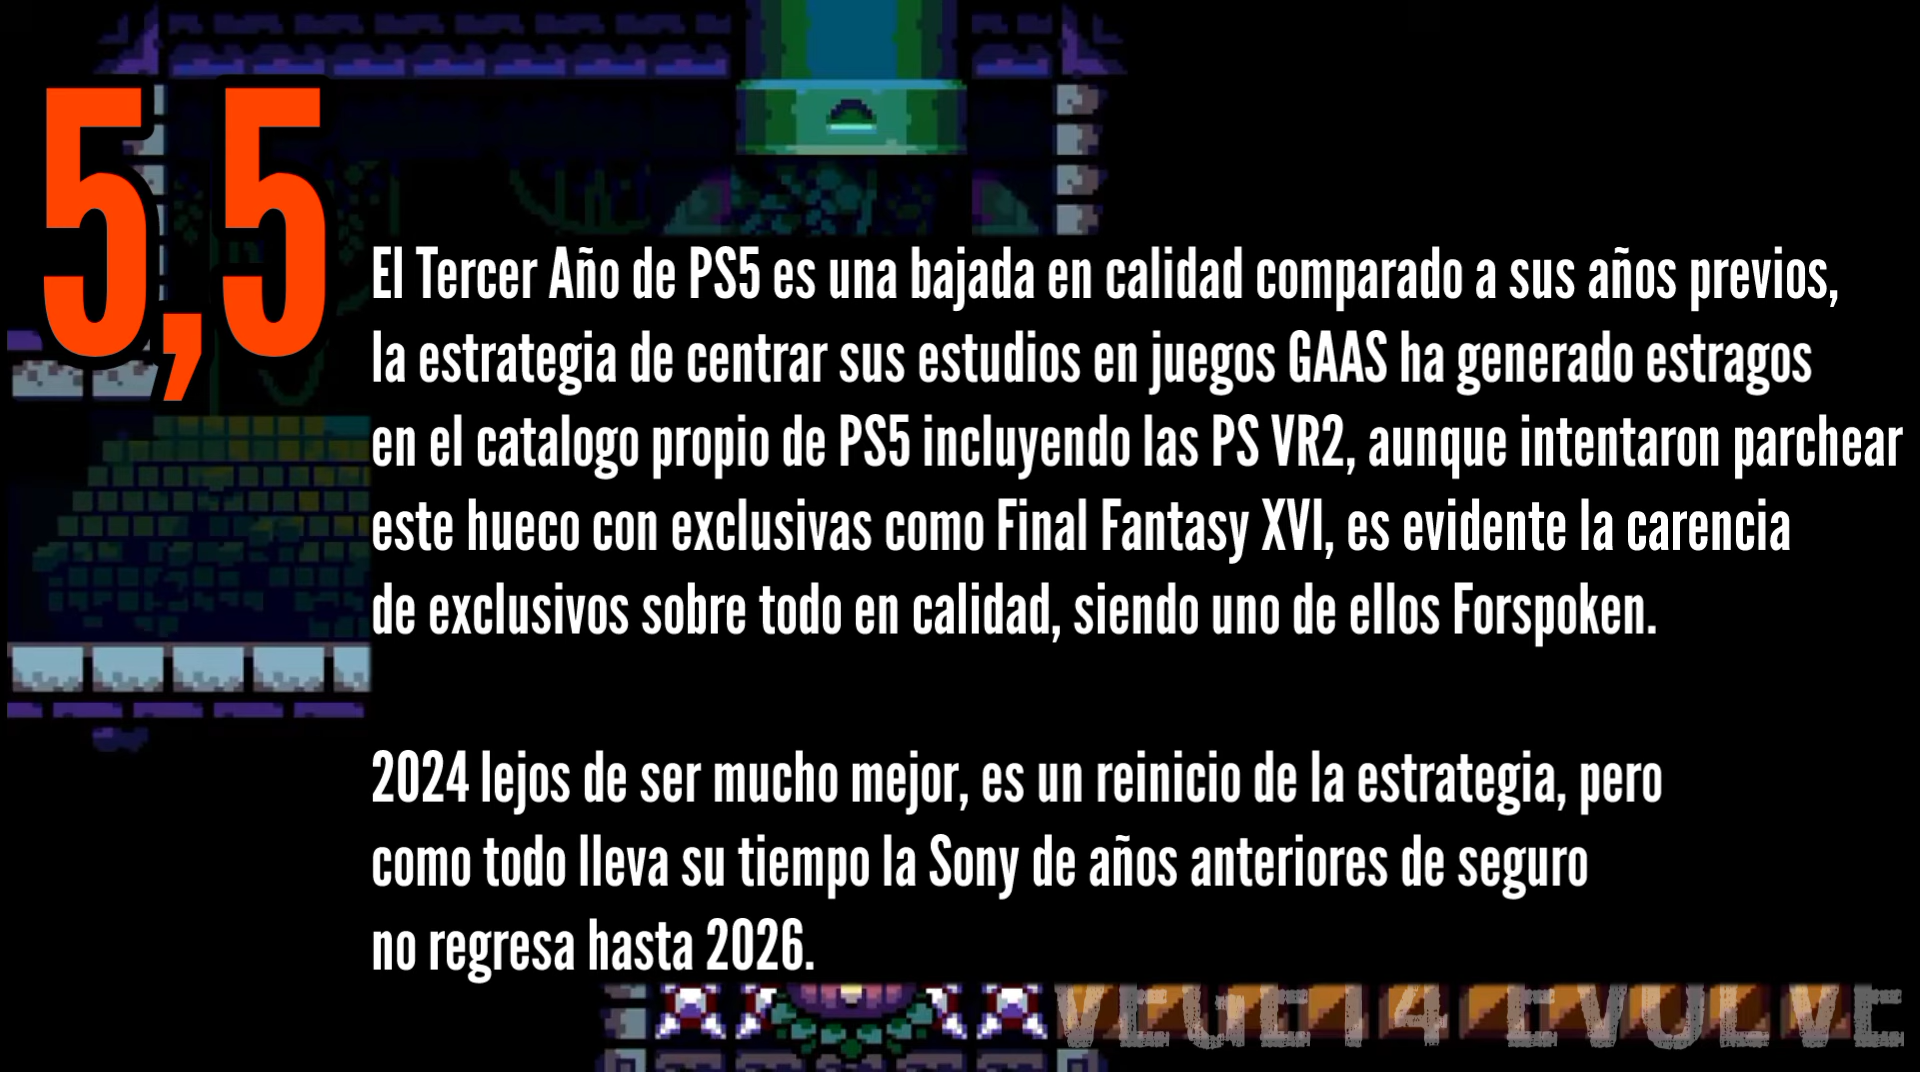 5,5
El Tercer Año de PS5 es una bajada en calidad comparado a sus años previos,
la estrategia de centrar sus estudios en juegos GAAS ha generado estragos
en el catalogo propio de PS5 incluyendo las PS VR2, aunque intentaron parchear
este hueco con exclusivas como Final Fantasy XVI, es evidente la carencia
de exclusivos sobre todo en calidad, siendo uno de ellos Forspoken.
2024 lejos de ser mucho mejor, es un reinicio de la estrategia, pero
como todo lleva su tiempo la Sony de años anteriores de seguro
no regresa hasta 2026.
VEGET4 EVOLVE